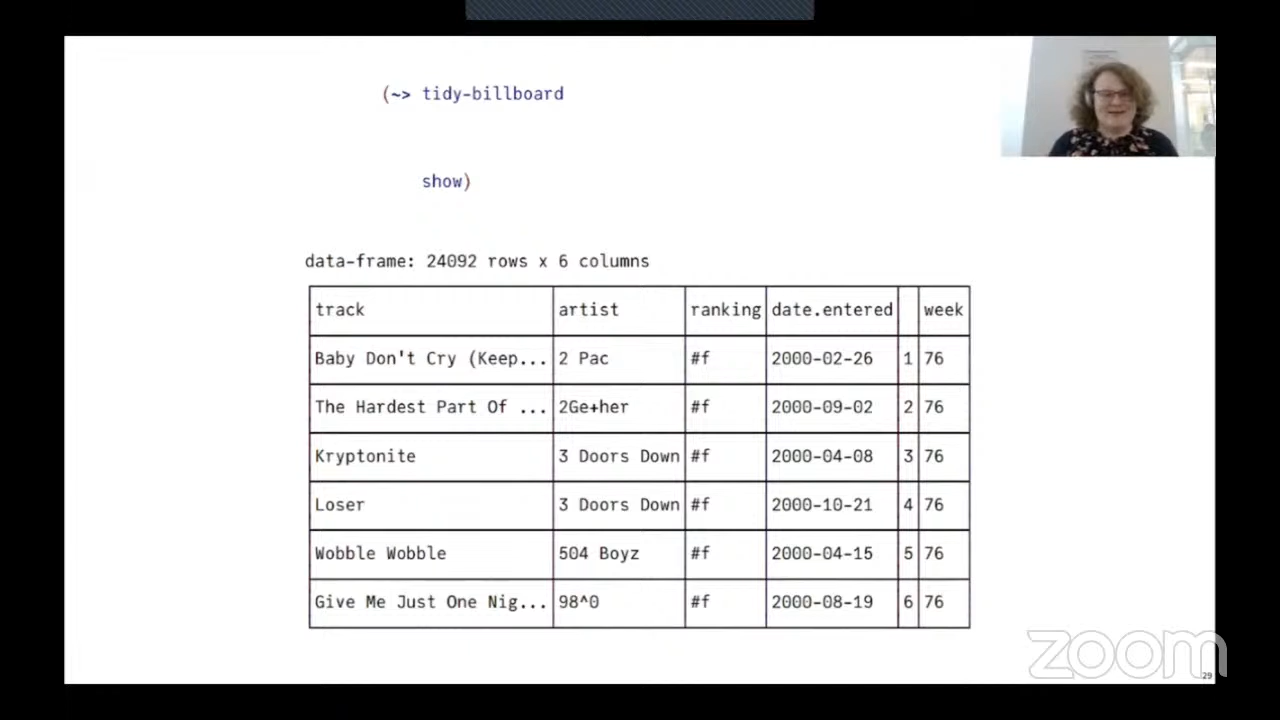 (~> tidy-billboard
show)
data-frame: 24092 rows x 6 columns
track artist ranking date.entered week
Baby Don't Cry (Keep... 2 Pac #f 2000-02-26 1 76
The Hardest Part Of ... 2Ge+her #f 2000-09-02 2 76
Kryptonite 3 Doors Down #f 2000-04-08 3 76
Loser 3 Doors Down #f 2000-10-21 4 76
Wobble Wobble 504 Boyz #f 2000-04-15 5 76
Give Me Just One Nig... 98^0 #f 2000-08-19 6 76
zoom
29